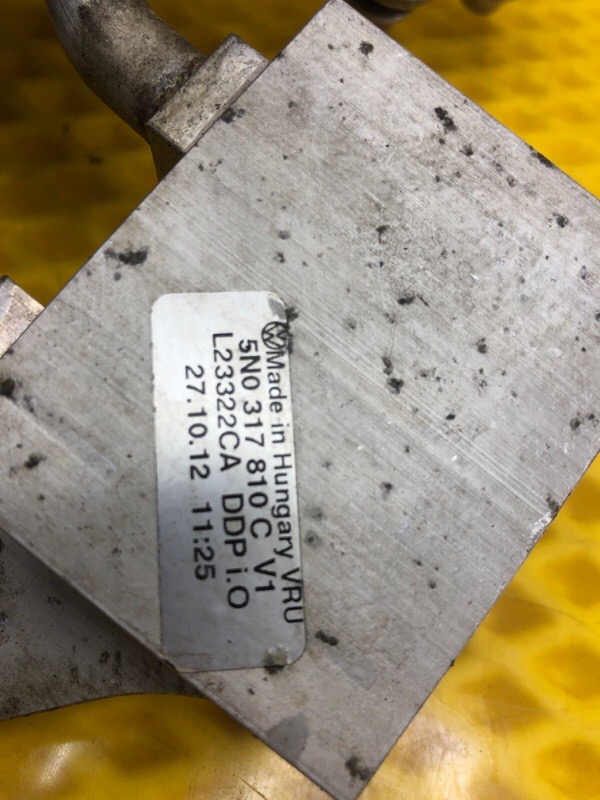 Made in Hungary VRU
5N0 317 810 C V1
L23322CA DDP i.O
27.10.12 11:25